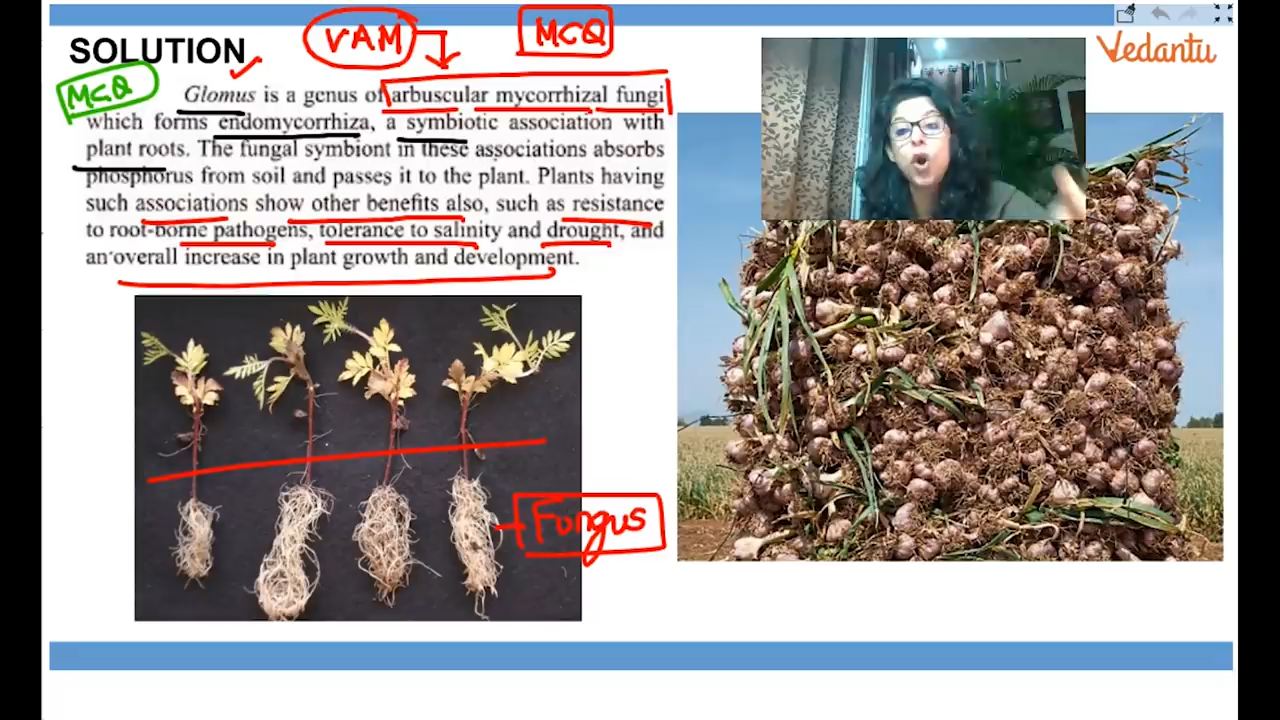 VAM
MCQ
Vedantu
SOLUTION
MCQ
Glomus is a genus of arbuscular mycorrhizal fungi
which forms endomycorrhiza, a symbiotic association with
plant roots. The fungal symbiont in these associations absorbs
phosphorus from soil and passes it to the plant. Plants having
such associations show other benefits also, such as resistance
to root-borne pathogens, tolerance to salinity and drought, and
an overall increase in plant growth and development.
Fungus